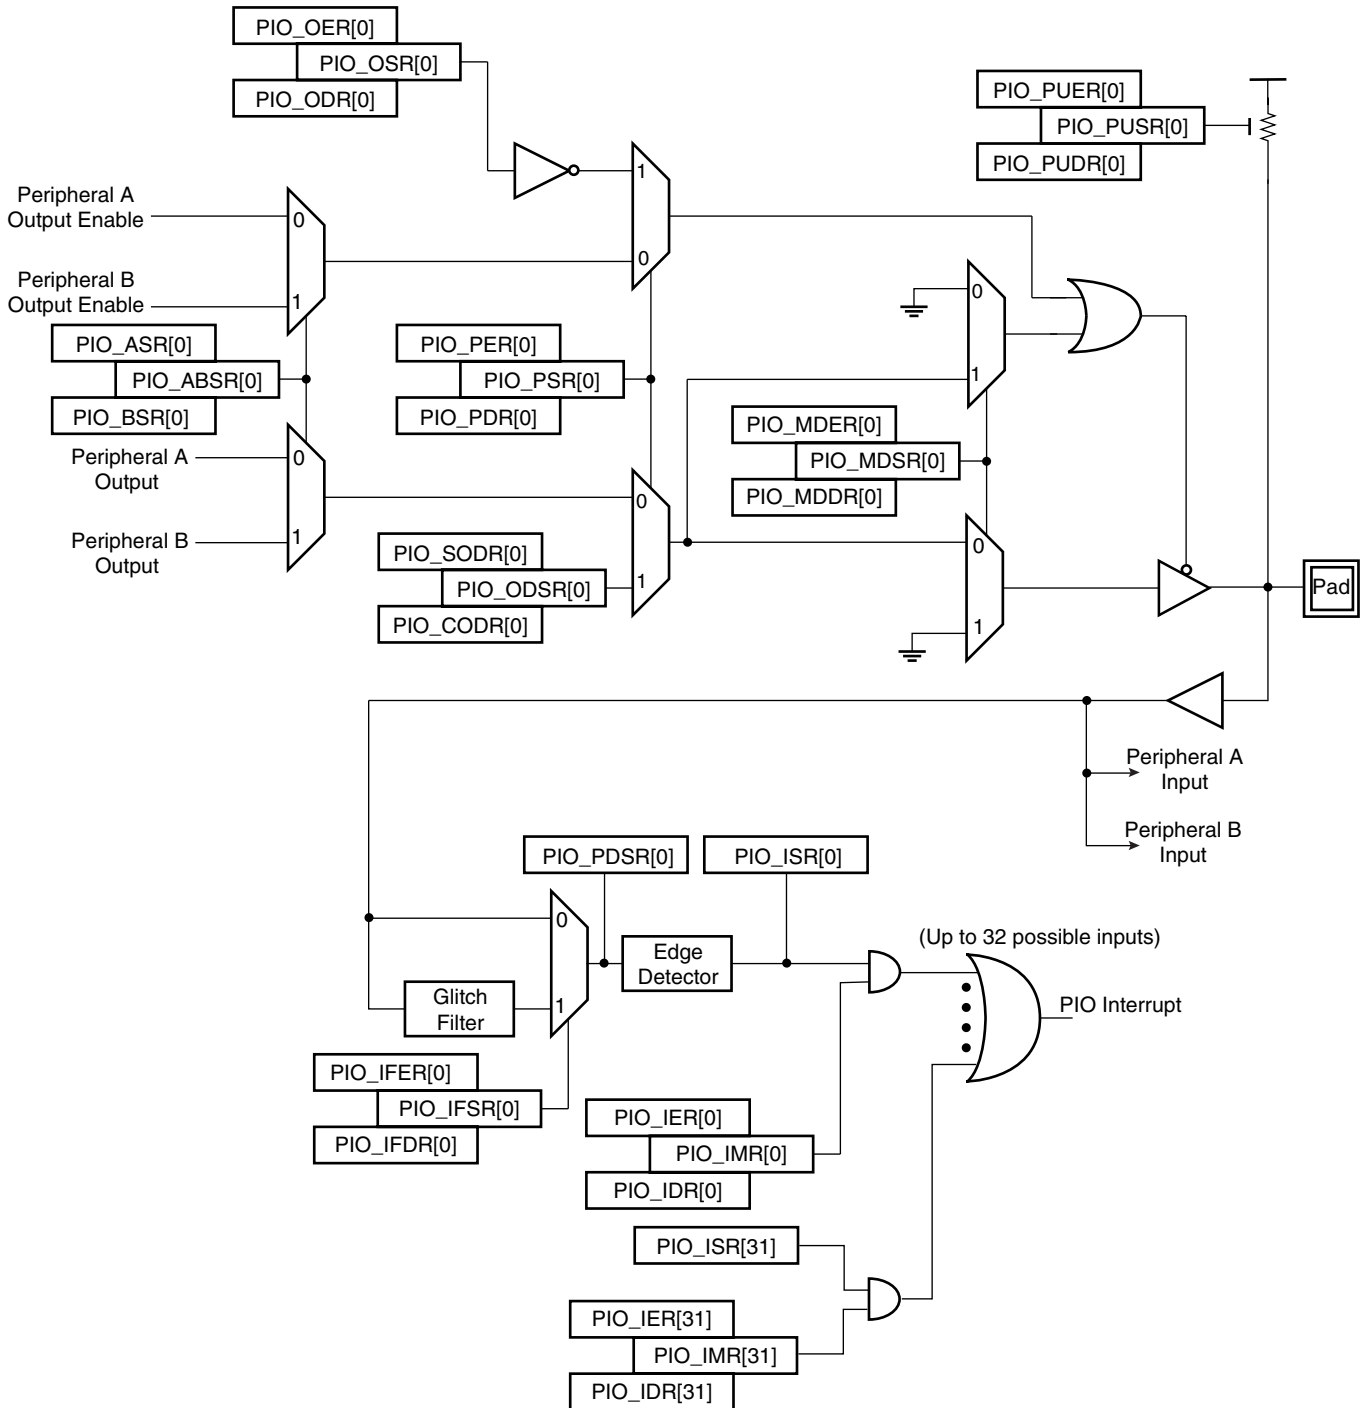 PIO_OER[0]
PIO_OSR[0]
PIO_ODR[0]
PIO_PUER[0]
PIO_PUSR[0]
PIO_PUDR[0]
1
0
Peripheral A
Output Enable
0
Peripheral B
Output Enable
1
PIO_ASR[0]
PIO_ABSR[0]
PIO_BSR[0]
PIO_PER[0]
PIO_PSR[0]
PIO_PDR[0]
0
1
PIO_MDER[0]
PIO_MDSR[0]
PIO_MDDR[0]
Peripheral A
Output
0
Peripheral B
Output
1
0
1
PIO_SODR[0]
PIO_ODSR[0]
PIO_CODR[0]
0
1
Pad
Peripheral A
Input
Peripheral B
Input
PIO_PDSR[0]
PIO_ISR[0]
0
1
Glitch
Filter
Edge
Detector
(Up to 32 possible inputs)
PIO Interrupt
PIO_IFER[0]
PIO_IFSR[0]
PIO_IFDR[0]
PIO_IER[0]
PIO_IMR[0]
PIO_IDR[0]
PIO_ISR[31]
PIO_IER[31]
PIO_IMR[31]
PIO_IDR[31]